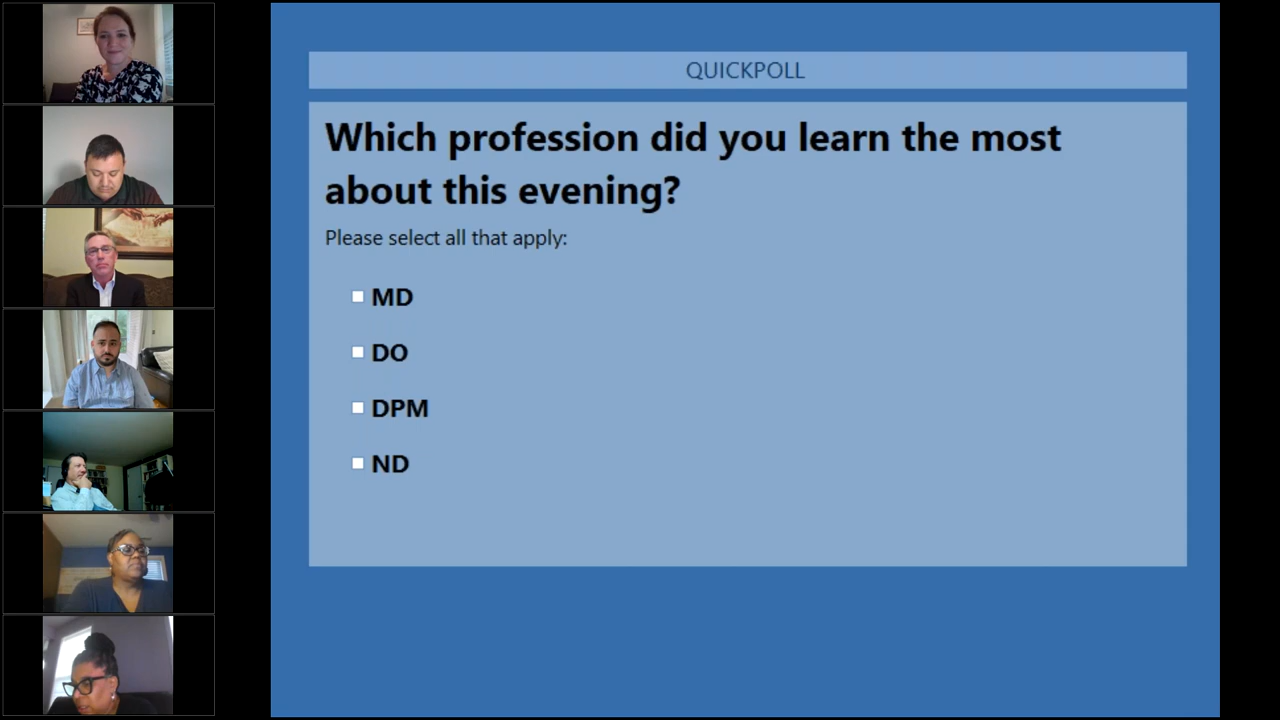 QUICKPOLL
Which profession did you learn the most
about this evening?
Please select all that apply:
MD
DO
DPM
ND